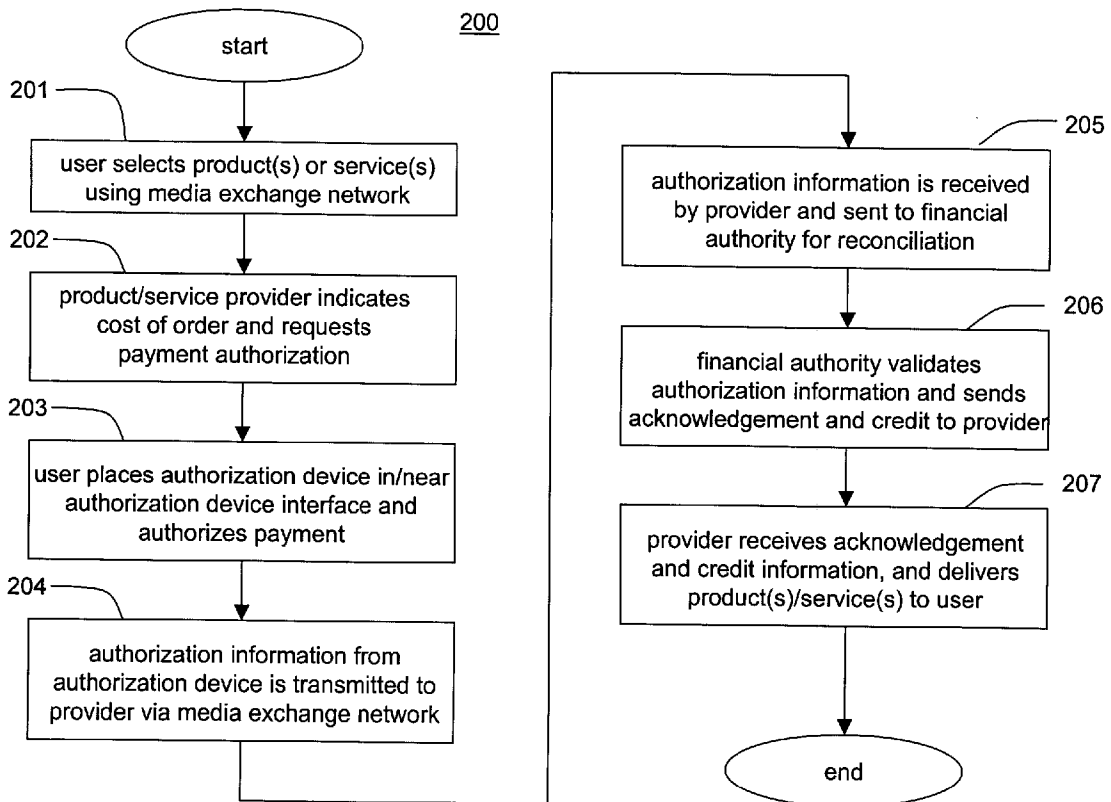 200
start
201
user selects product(s) or service(s)
using media exchange network
202
product/service provider indicates
cost of order and requests
payment authorization
203
user places authorization device in/near
authorization device interface and
authorizes payment
204
authorization information from
authorization device is transmitted to
provider via media exchange network
205
authorization information is received
by provider and sent to financial
authority for reconciliation
206
financial authority validates
authorization information and sends
acknowledgement and credit to provider
207
provider receives acknowledgement
and credit information, and delivers
product(s)/service(s) to user
end